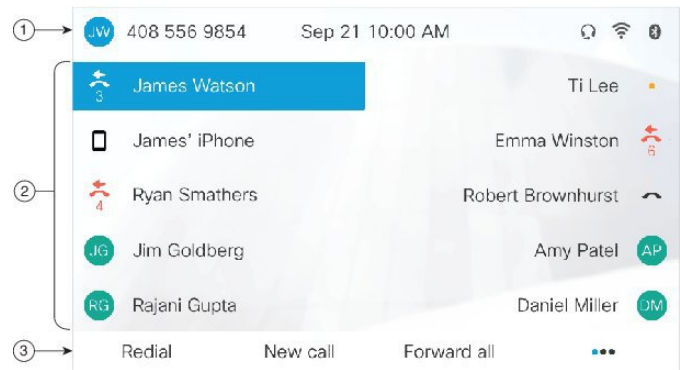 1 JW 408 556 9854 Sep 21 10:00 AM
3 James Watson Ti Lee
James' iPhone Emma Winston 6
2 4 Ryan Smathers Robert Brownhurst
JG Jim Goldberg Amy Patel AP
RG Rajani Gupta Daniel Miller DM
3 Redial New call Forward all